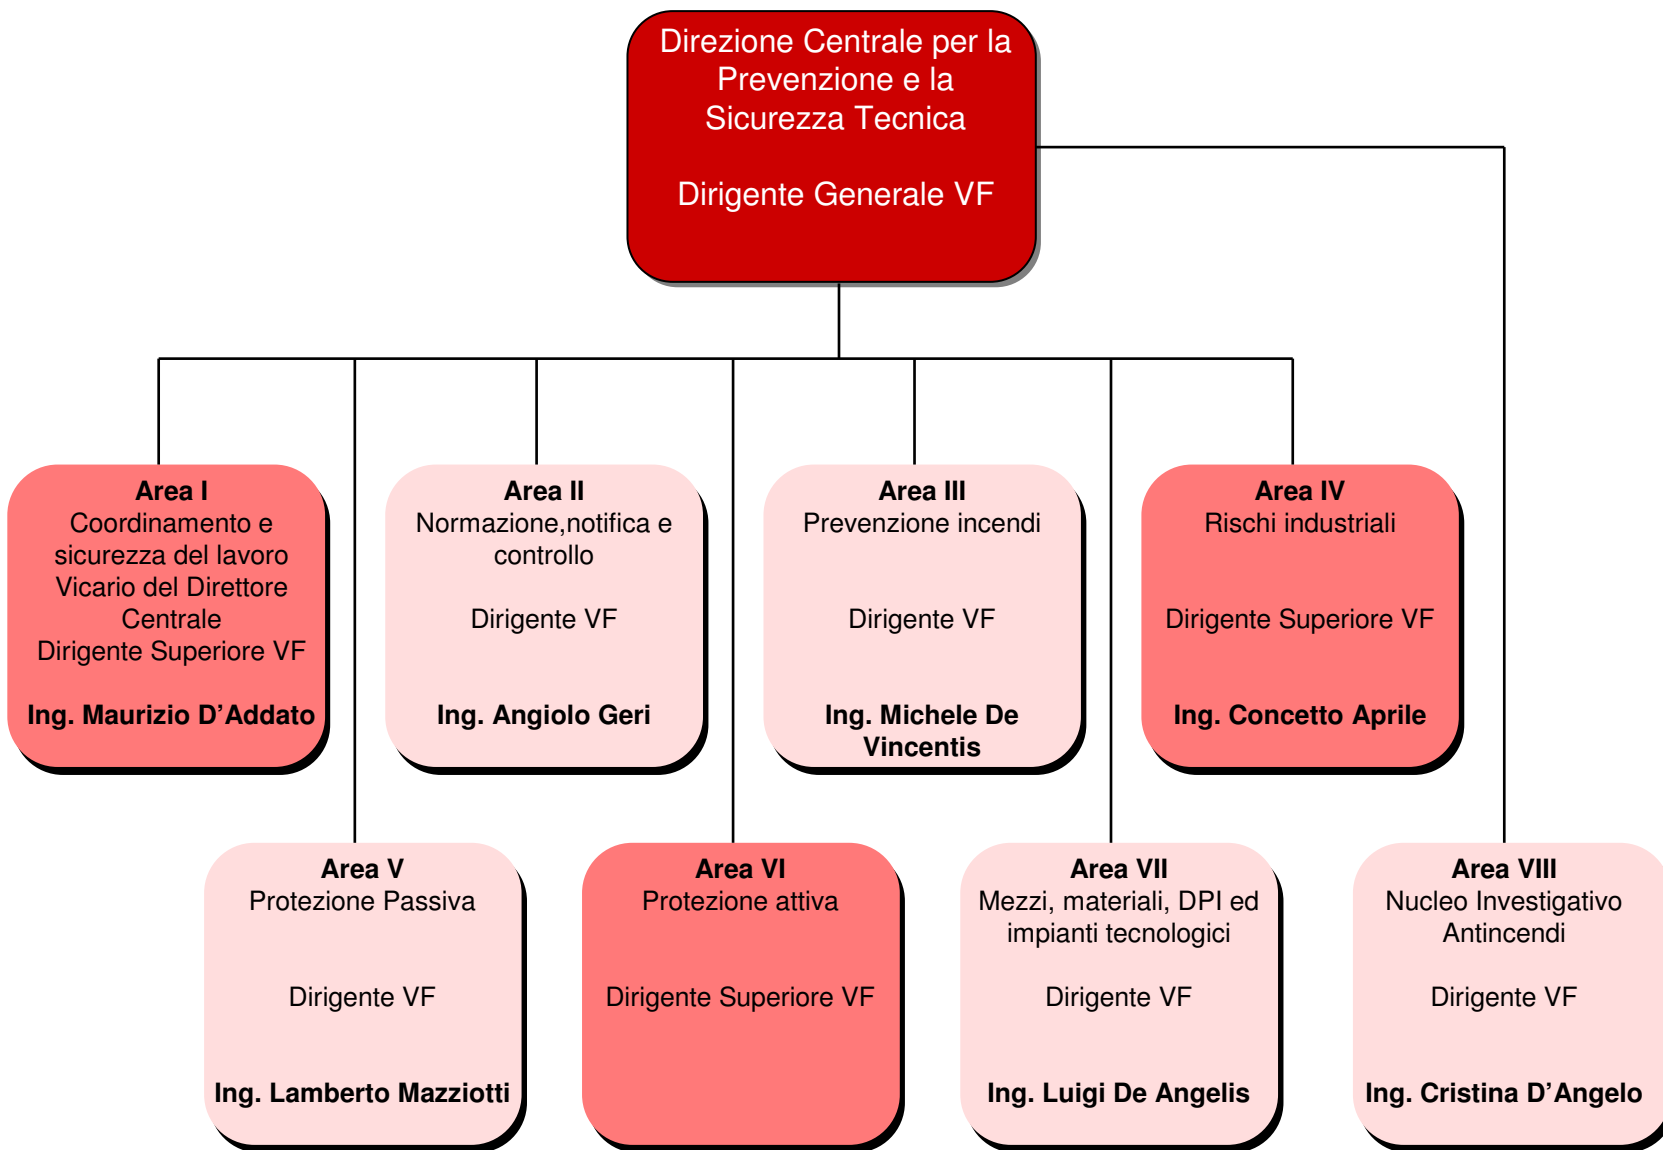 Direzione Centrale per la
Prevenzione e la
Sicurezza Tecnica
Dirigente Generale VF
Area I
Coordinamento e
sicurezza del lavoro
Vicario del Direttore
Centrale
Dirigente Superiore VF
Ing. Maurizio D’Addato
Area II
Normazione,notifica e
controllo
Dirigente VF
Ing. Angiolo Geri
Area III
Prevenzione incendi
Dirigente VF
Ing. Michele De
Vincentis
Area IV
Rischi industriali
Dirigente Superiore VF
Ing. Concetto Aprile
Area V
Protezione Passiva
Dirigente VF
Ing. Lamberto Mazziotti
Area VI
Protezione attiva
Dirigente Superiore VF
Area VII
Mezzi, materiali, DPI ed
impianti tecnologici
Dirigente VF
Ing. Luigi De Angelis
Area VIII
Nucleo Investigativo
Antincendi
Dirigente VF
Ing. Cristina D’Angelo